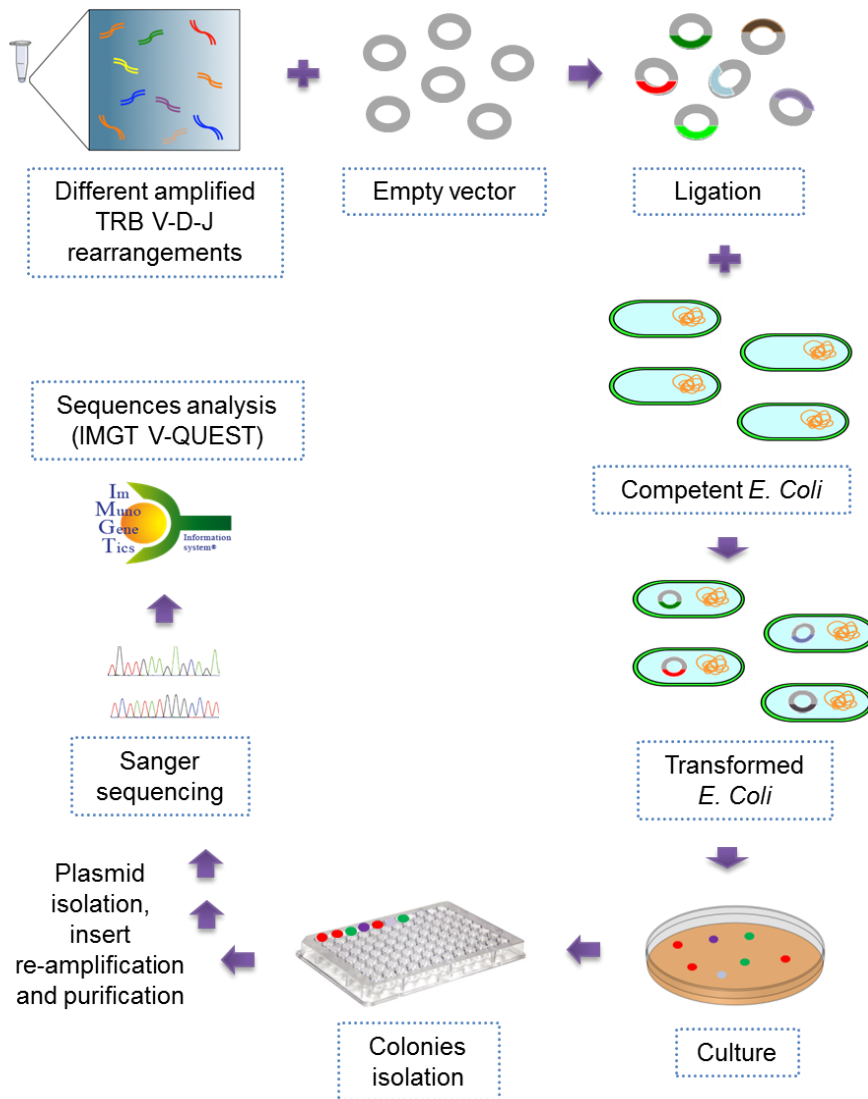 Different amplified
TRB V-D-J
rearrangements
Empty vector
Ligation
Competent E. Coli
Transformed
E. Coli
Culture
Colonies
isolation
Plasmid
isolation,
insert
re-amplification
and purification
Sanger
sequencing
Im
Muno
Gene
Tics
Information
system®
Sequences analysis
(IMGT V-QUEST)